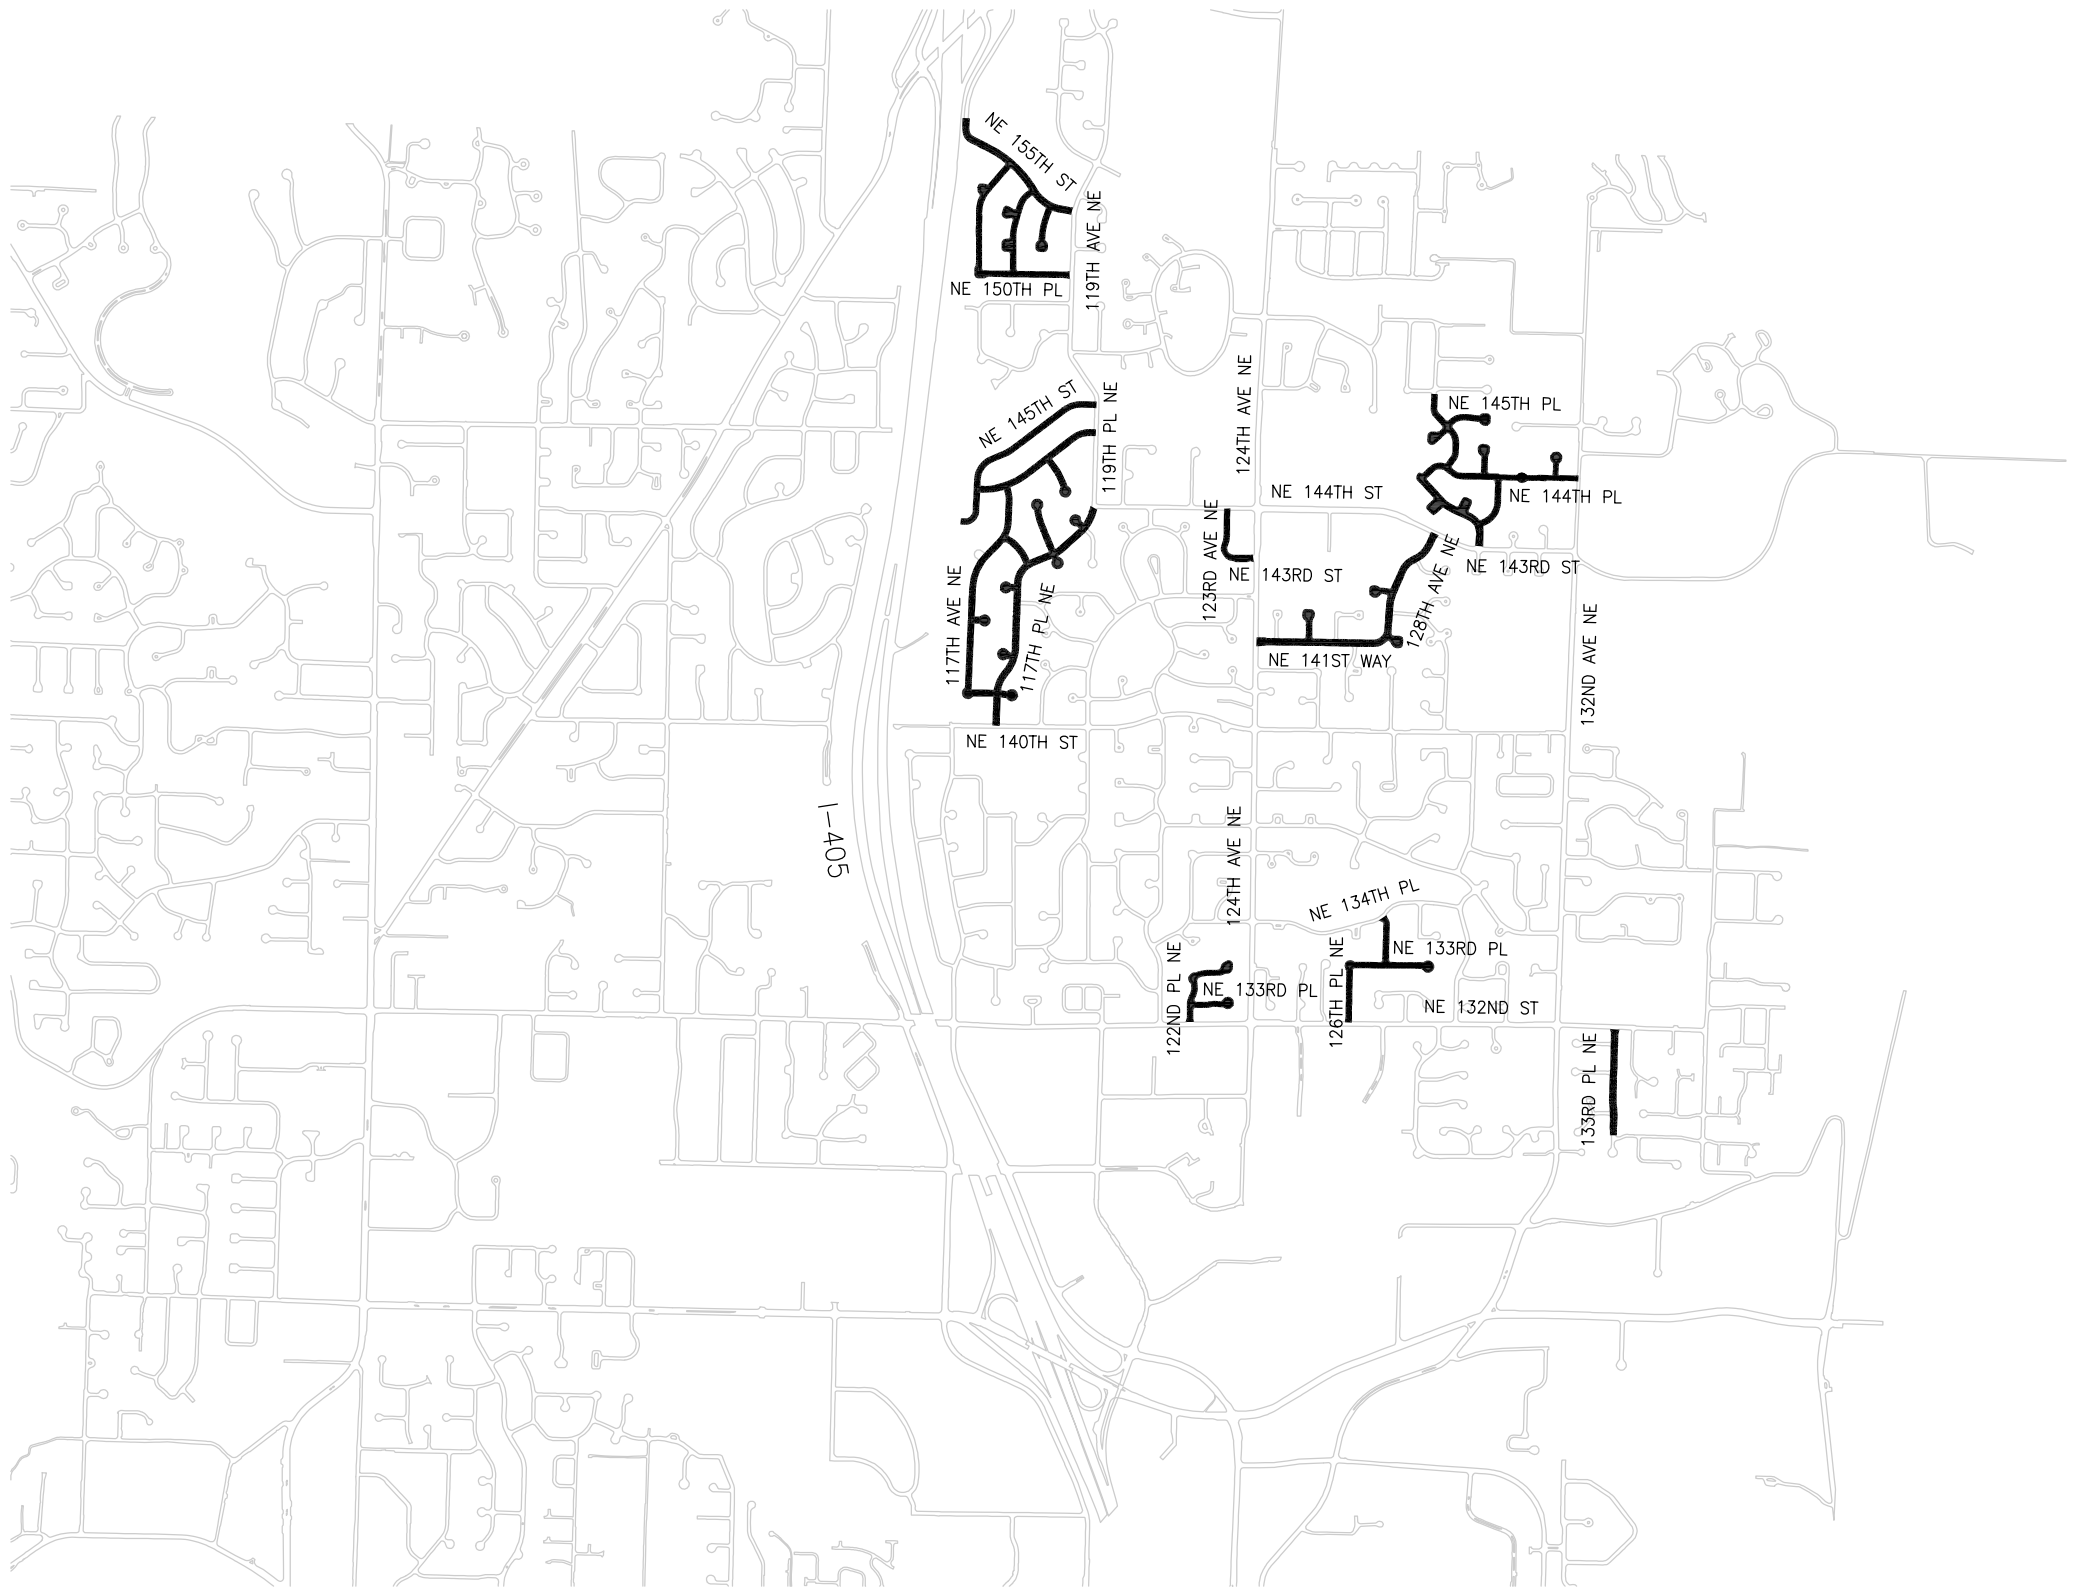 NE 155TH ST
119TH AVE NE
NE 150TH PL
NE 145TH ST
119TH PL NE
124TH AVE NE
NE 145TH PL
NE 144TH ST
NE 144TH PL
123RD AVE NE
NE 143RD ST
128TH AVE NE
NE 143RD ST
117TH AVE NE
117TH PL NE
NE 141ST WAY
132ND AVE NE
NE 140TH ST
I-405
124TH AVE NE
NE 134TH PL
122ND PL NE
NE 133RD PL
126TH PL NE
NE 133RD PL
NE 132ND ST
133RD PL NE